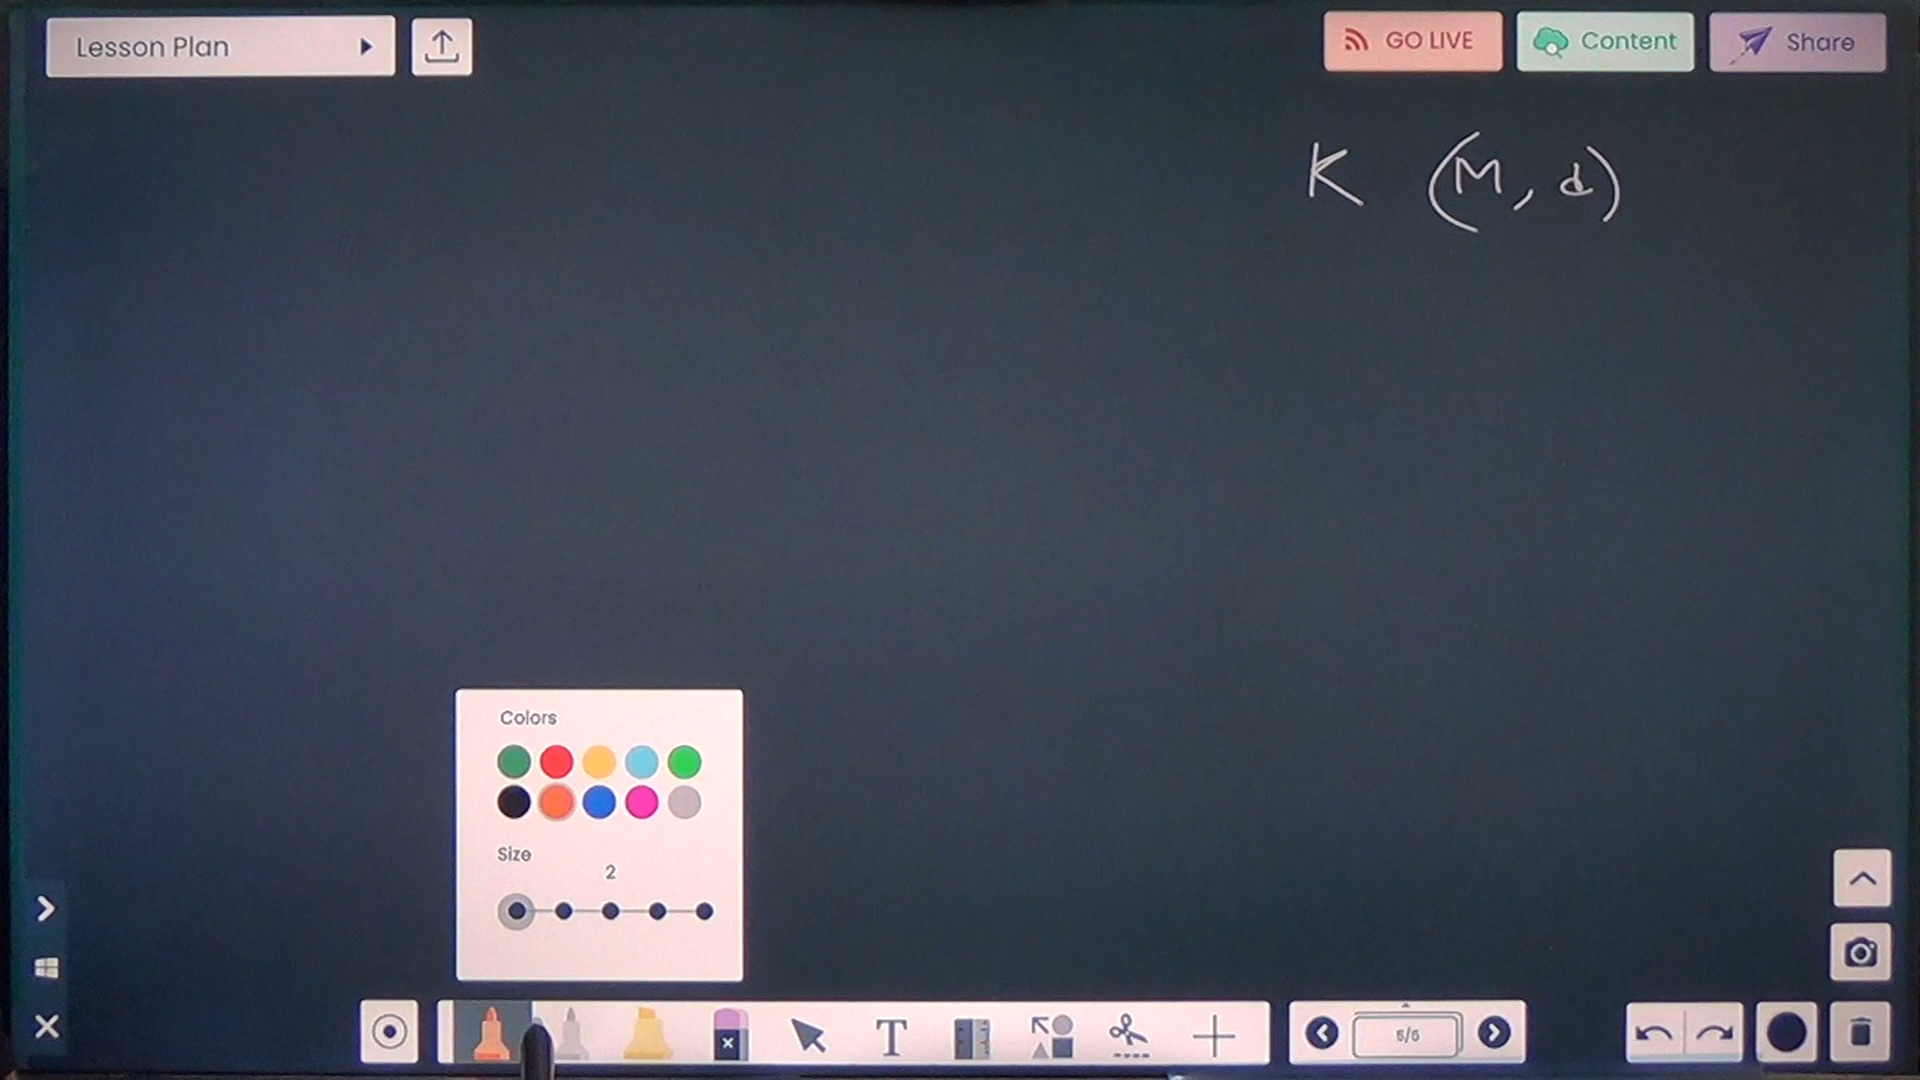 Lesson Plan
GO LIVE
Content
Share
K (M, d)
Colors
Size
2
T
5/5